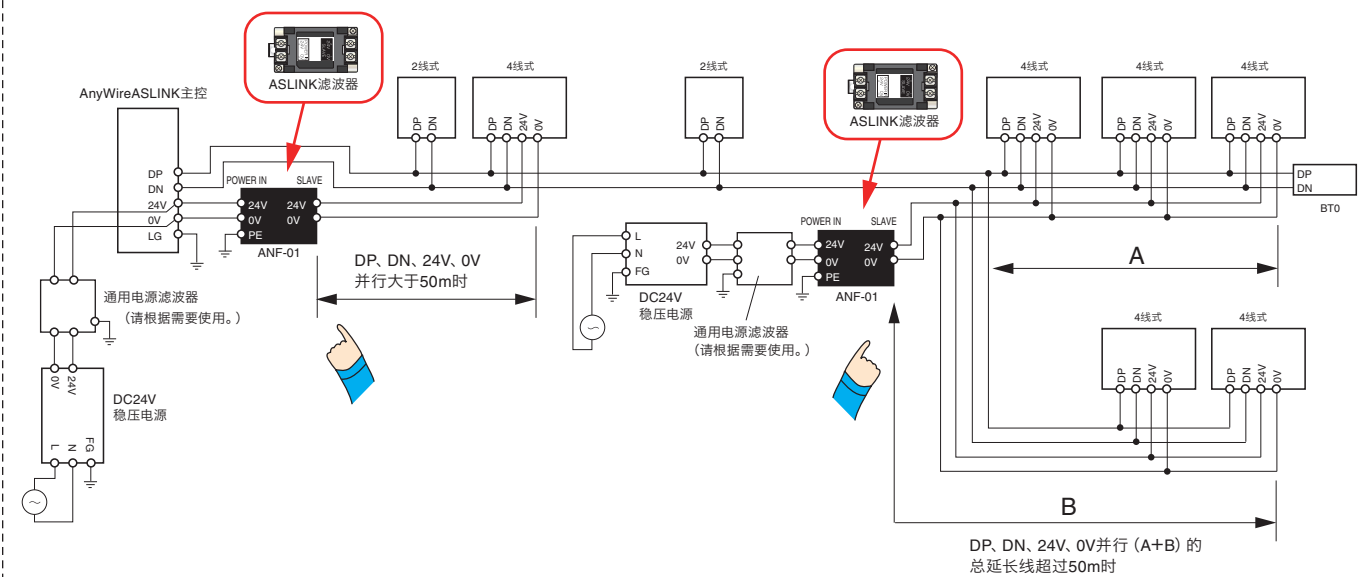 ASLINK滤波器
AnyWireASLINK主控
DP
DN
24V
0V
LG
POWER IN
SLAVE
24V
0V
PE
24V
0V
ANF-01
2线式
DP
DN
4线式
DP
DN
24V
0V
DP、DN、24V、0V
并行大于50m时
通用电源滤波器
（请根据需要使用。）
0V
24V
DC24V
稳压电源
L
N
FG
2线式
DP
DN
ASLINK滤波器
L
N
FG
24V
0V
DC24V
稳压电源
通用电源滤波器
（请根据需要使用。）
POWER IN
SLAVE
24V
0V
PE
24V
0V
ANF-01
4线式
DP
DN
24V
0V
4线式
DP
DN
24V
0V
4线式
DP
DN
24V
0V
DP
DN
BT0
A
4线式
DP
DN
24V
0V
4线式
DP
DN
24V
0V
B
DP、DN、24V、0V并行（A+B）的
总延长线超过50m时